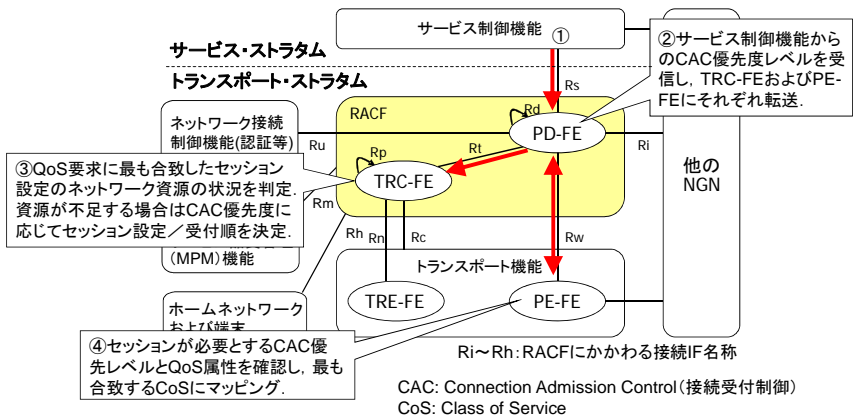 サービス制御機能
①
②サービス制御機能から
のCAC優先度レベルを受
信し，TRC-FEおよびPE-
FEにそれぞれ転送．
サービス・ストラタム
トランスポート・ストラタム
Rs
RACF
Rd
PD-FE
ネットワーク接続
制御機能(認証等)
Ru
Rt
Ri
他の
NGN
③QoS要求に最も合致したセッション
設定のネットワーク資源の状況を判定．
資源が不足する場合はCAC優先度に
応じてセッション設定／受付順を決定．
Rp
TRC-FE
Rm
Rh
Rn
Rc
Rw
(MPM)機能
トランスポート機能
TRE-FE
PE-FE
ホームネットワーク
および端末
④セッションが必要とするCAC優
先レベルとQoS属性を確認し，最も
合致するCoSにマッピング．
Ri～Rh：RACFにかかわる接続IF名称
CAC: Connection Admission Control（接続受付制御）
CoS: Class of Service